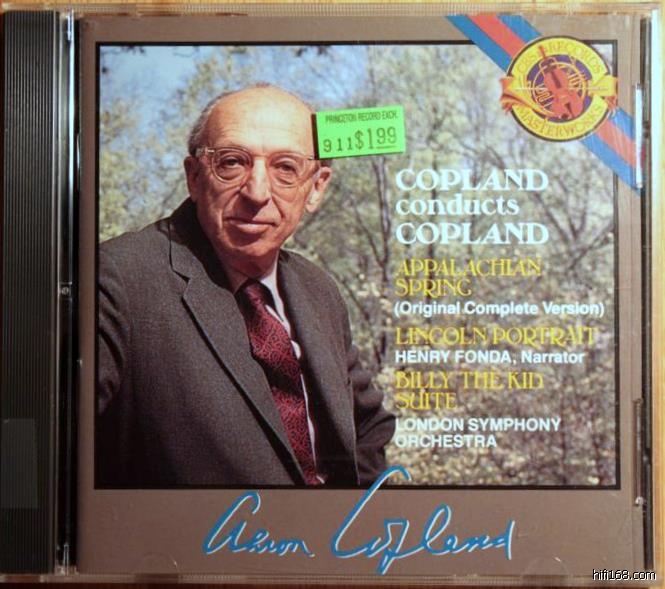 CBS RECORDS
MASTERWORKS
PRINCETON RECORD EXCH.
911$1.99
COPLAND
conducts
COPLAND
APPALACHIAN
SPRING
(Original Complete Version)
LINCOLN PORTRAIT
HENRY FONDA, Narrator
BILLY THE KID
SUITE
LONDON SYMPHONY
ORCHESTRA
Aaron Copland
hifi168.com